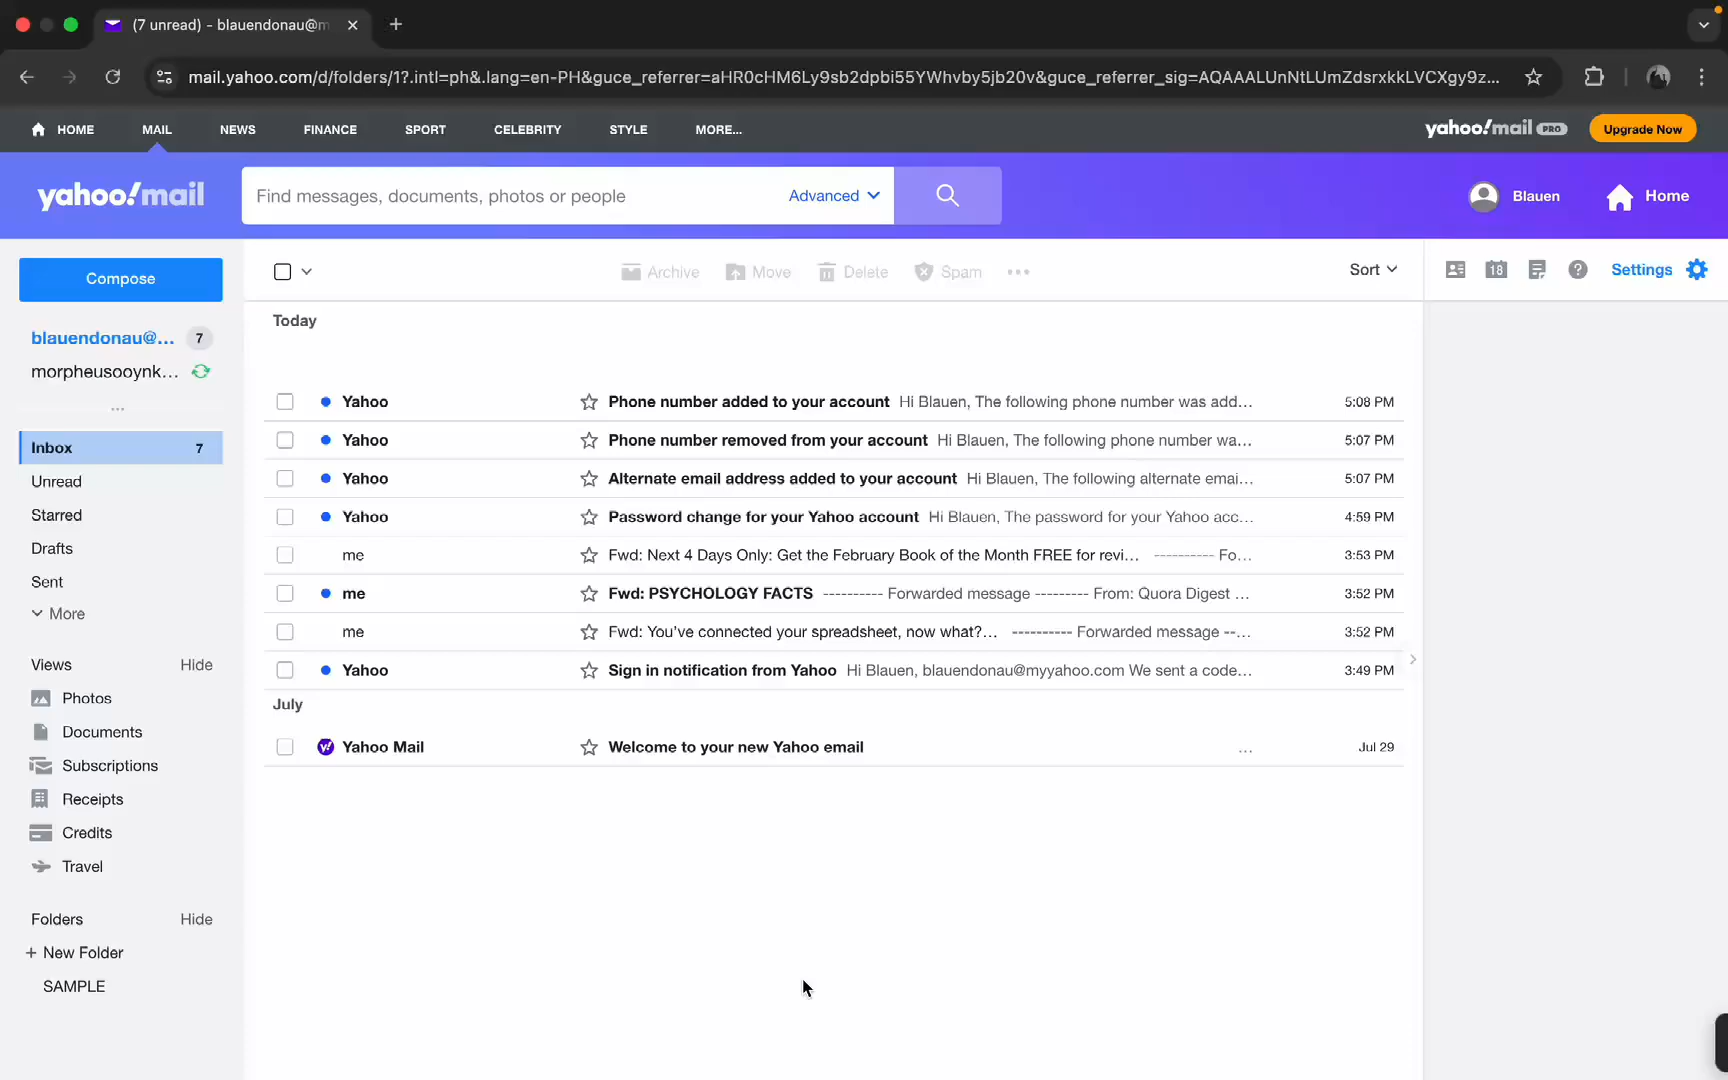 (7 unread) - blauendonau@m
mail.yahoo.com/d/folders/1?.intl=ph&.lang=en-PH&guce_referrer=aHR0cHM6Ly9sb2dpbi55YWhvby5jb20v&guce_referrer_sig=AQAAALUnNtLUmZdsrxkkLVCXgy9z...
HOME MAIL NEWS FINANCE SPORT CELEBRITY STYLE MORE... yahoo!mail PRO Upgrade Now
yahoo!mail Find messages, documents, photos or people Advanced Blauen Home
Compose Archive Move Delete Spam Sort 18 Settings
blauendonau@... 7
morpheusooynk...
Inbox 7
Unread
Starred
Drafts
Sent
More
Views Hide
Photos
Documents
Subscriptions
Receipts
Credits
Travel
Folders Hide
+ New Folder
SAMPLE
Today
Yahoo Phone number added to your account Hi Blauen, The following phone number was add... 5:08 PM
Yahoo Phone number removed from your account Hi Blauen, The following phone number wa... 5:07 PM
Yahoo Alternate email address added to your account Hi Blauen, The following alternate emai... 5:07 PM
Yahoo Password change for your Yahoo account Hi Blauen, The password for your Yahoo acc... 4:59 PM
me Fwd: Next 4 Days Only: Get the February Book of the Month FREE for revi... ---------- Fo... 3:53 PM
me Fwd: PSYCHOLOGY FACTS ---------- Forwarded message --------- From: Quora Digest ... 3:52 PM
me Fwd: You've connected your spreadsheet, now what?... ---------- Forwarded message --... 3:52 PM
Yahoo Sign in notification from Yahoo Hi Blauen, blauendonau@myyahoo.com We sent a code... 3:49 PM
July
y! Yahoo Mail Welcome to your new Yahoo email ... Jul 29